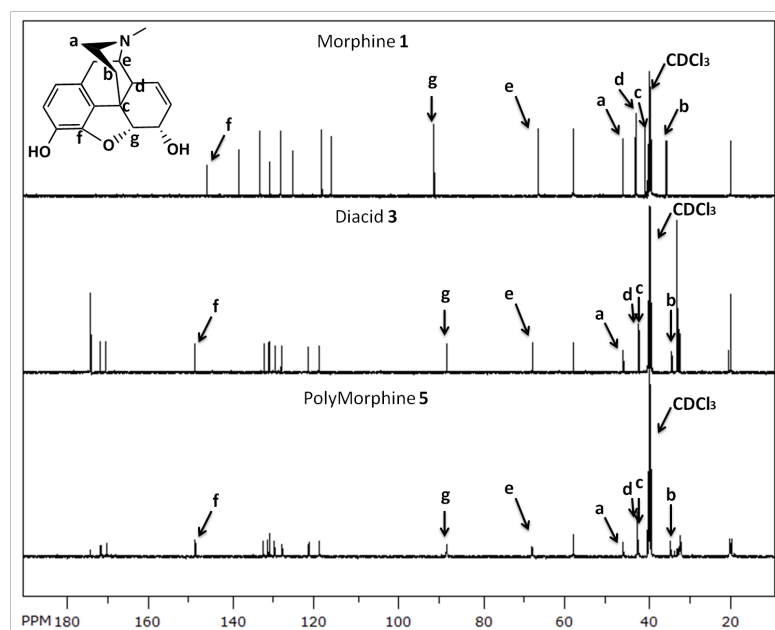 Morphine 1
a
N
e
b
d
c
f
g
O
HO
OH
f
g
e
a
d
c
CDCl₃
b
Diacid 3
f
g
e
a
d
c
CDCl₃
b
PolyMorphine 5
f
g
e
a
d
c
CDCl₃
b
PPM 180 160 140 120 100 80 60 40 20